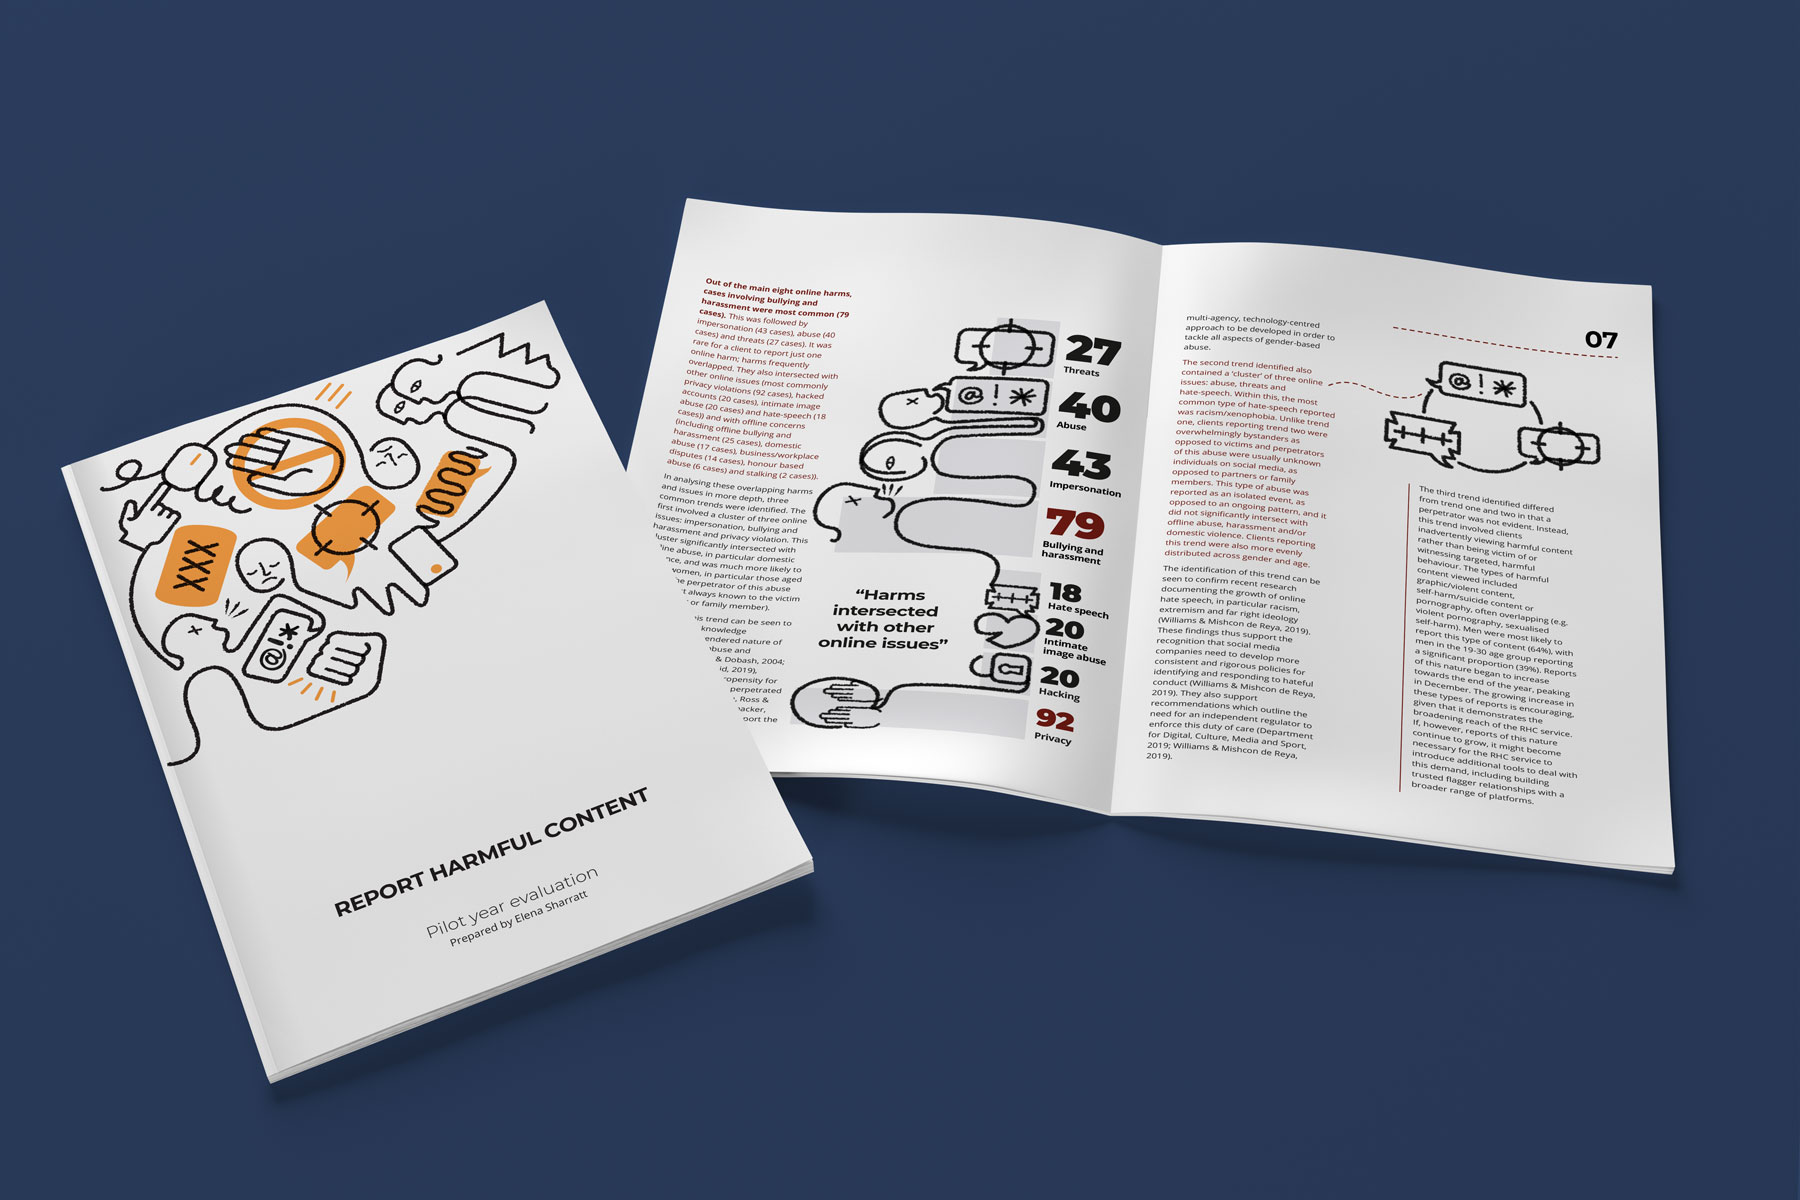 REPORT HARMFUL CONTENT
Pilot year evaluation
Prepared by Elena Sharratt
@!*
Out of the main eight online harms,
cases involving bullying and
harassment were most common (79
cases). This was followed by
impersonation (43 cases), abuse (40
cases) and threats (27 cases). It was
rare for a client to report just one
online harm; harms frequently
overlapped. They also intersected with
other online issues (most commonly
privacy violations (92 cases), hacked
accounts (20 cases), intimate image
abuse (20 cases) and hate-speech (18
cases)) and with offline concerns
(including offline bullying and
harassment (25 cases), domestic
abuse (17 cases), business/workplace
disputes (14 cases), honour based
abuse (6 cases) and stalking (2 cases)).
In analysing these overlapping harms
and issues in more depth, three
common trends were identified. The
first involved a cluster of three online
issues: impersonation, bullying and
harassment and privacy violation. This
luster significantly intersected with
ine abuse, in particular domestic
nce, and was much more likely to
women, in particular those aged
he perpetrator of this abuse
t always known to the victim
or family member).
is trend can be seen to
knowledge
endered nature of
abuse and
& Dobash, 2004;
id, 2019),
opensity for
perpetrated
, Ross &
hacker,
port the
@ ! *
27
Threats
40
Abuse
43
Impersonation
79
Bullying and
harassment
18
Hate speech
20
Intimate
image abuse
20
Hacking
92
Privacy
“Harms
intersected
with other
online issues”
multi-agency, technology-centred
approach to be developed in order to
tackle all aspects of gender-based
abuse.
The second trend identified also
contained a ‘cluster’ of three online
issues: abuse, threats and
hate-speech. Within this, the most
common type of hate-speech reported
was racism/xenophobia. Unlike trend
one, clients reporting trend two were
overwhelmingly bystanders as
opposed to victims and perpetrators
of this abuse were usually unknown
individuals on social media, as
opposed to partners or family
members. This type of abuse was
reported as an isolated event, as
opposed to an ongoing pattern, and it
did not significantly intersect with
offline abuse, harassment and/or
domestic violence. Clients reporting
this trend were also more evenly
distributed across gender and age.
The identification of this trend can be
seen to confirm recent research
documenting the growth of online
hate speech, in particular racism,
extremism and far right ideology
(Williams & Mishcon de Reya, 2019).
These findings thus support the
recognition that social media
companies need to develop more
consistent and rigorous policies for
identifying and responding to hateful
conduct (Williams & Mishcon de Reya,
2019). They also support
recommendations which outline the
need for an independent regulator to
enforce this duty of care (Department
for Digital, Culture, Media and Sport,
2019; Williams & Mishcon de Reya,
2019).
07
@ ! *
The third trend identified differed
from trend one and two in that a
perpetrator was not evident. Instead,
this trend involved clients
inadvertently viewing harmful content
rather than being victim of or
witnessing targeted, harmful
behaviour. The types of harmful
content viewed included
graphic/violent content,
self-harm/suicide content or
pornography, often overlapping (e.g.
violent pornography, sexualised
self-harm). Men were most likely to
report this type of content (64%), with
men in the 19-30 age group reporting
a significant proportion (39%). Reports
of this nature began to increase
towards the end of the year, peaking
in December. The growing increase in
these types of reports is encouraging,
given that it demonstrates the
broadening reach of the RHC service.
If, however, reports of this nature
continue to grow, it might become
necessary for the RHC service to
introduce additional tools to deal with
this demand, including building
trusted flagger relationships with a
broader range of platforms.